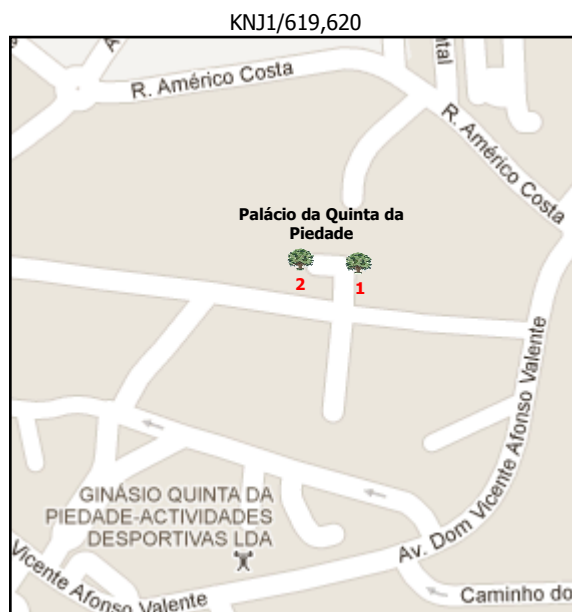 KNJ1/619,620
R. Américo Costa
R. Américo Costa
Palácio da Quinta da
Piedade
2
1
Av. Dom Vicente Afonso Valente
GINÁSIO QUINTA DA
PIEDADE-ACTIVIDADES
DESPORTIVAS LDA
Vicente Afonso Valente
Caminho do